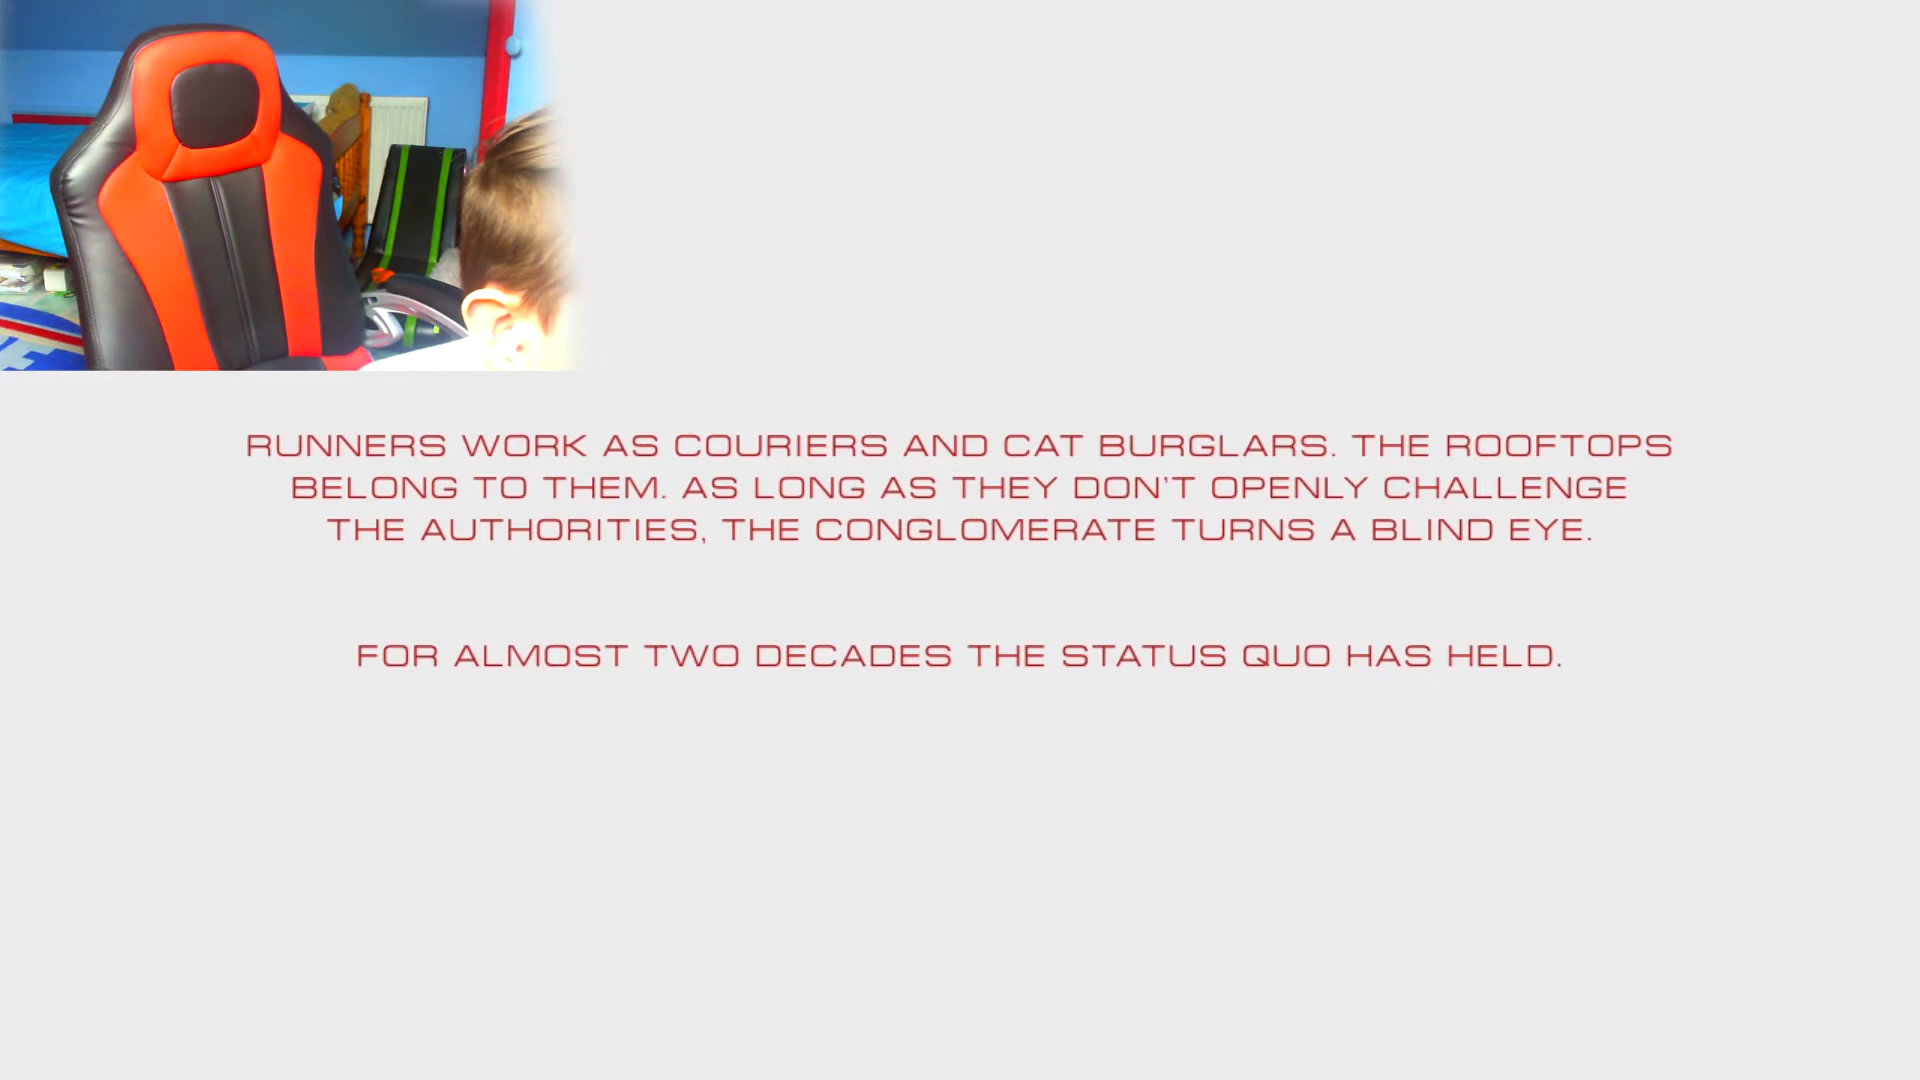 RUNNERS WORK AS COURIERS AND CAT BURGLARS. THE ROOFTOPS
BELONG TO THEM. AS LONG AS THEY DON'T OPENLY CHALLENGE
THE AUTHORITIES, THE CONGLOMERATE TURNS A BLIND EYE.
FOR ALMOST TWO DECADES THE STATUS QUO HAS HELD.